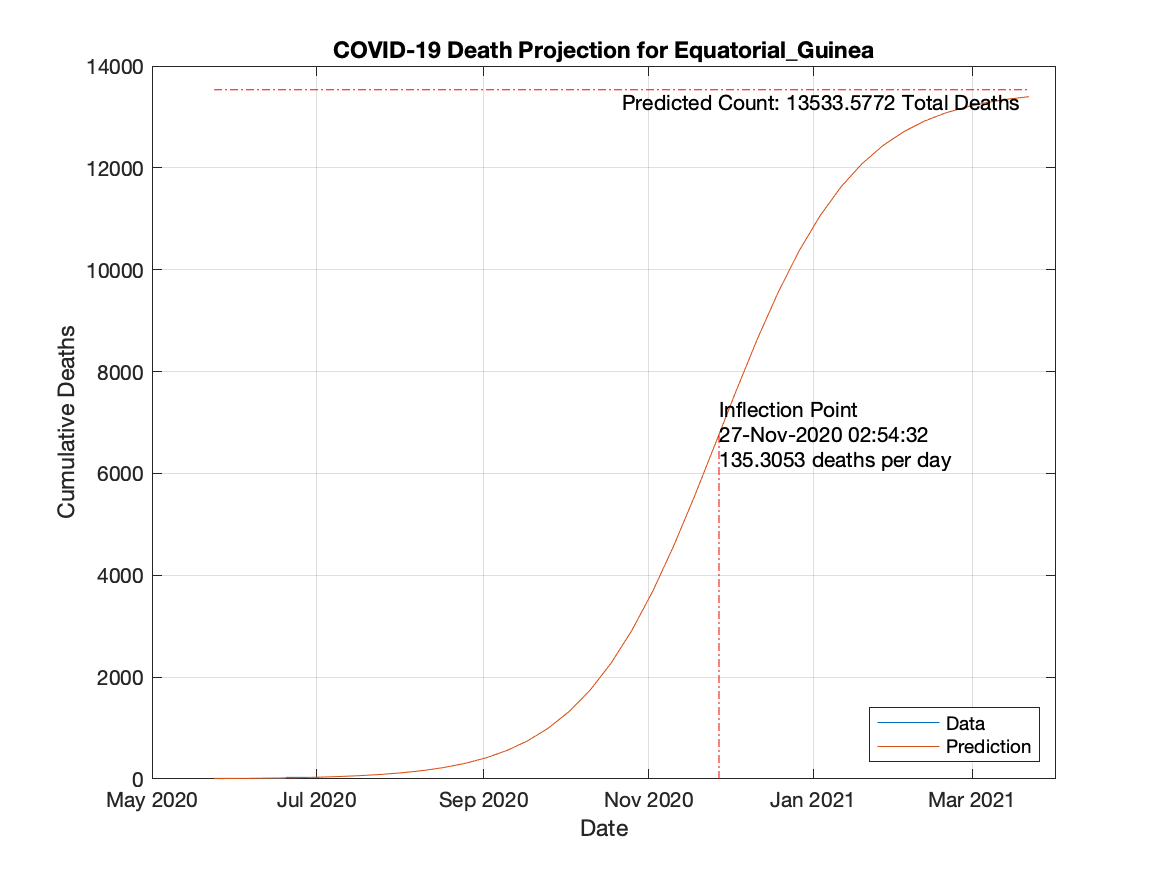 COVID-19 Death Projection for Equatorial_Guinea
14000
Predicted Count: 13533.5772 Total Deaths
12000
10000
8000
Inflection Point
27-Nov-2020 02:54:32
135.3053 deaths per day
6000
4000
2000
0
Cumulative Deaths
Data
Prediction
May 2020 Jul 2020 Sep 2020 Nov 2020 Jan 2021 Mar 2021
Date